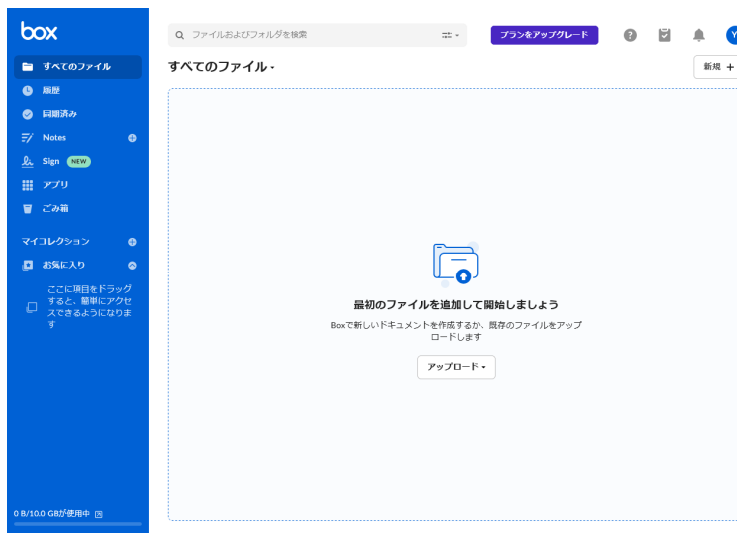 box
ファイルおよびフォルダを検索
プランをアップグレード
?
Y
すべてのファイル
すべてのファイル
新規 +
履歴
同期済み
Notes
Sign NEW
アプリ
ごみ箱
マイコレクション
お気に入り
ここに項目をドラッグ
すると、簡単にアクセ
スできるようになりま
す
最初のファイルを追加して開始しましょう
Boxで新しいドキュメントを作成するか、既存のファイルをアップ
ロードします
アップロード
0 B/10.0 GBが使用中